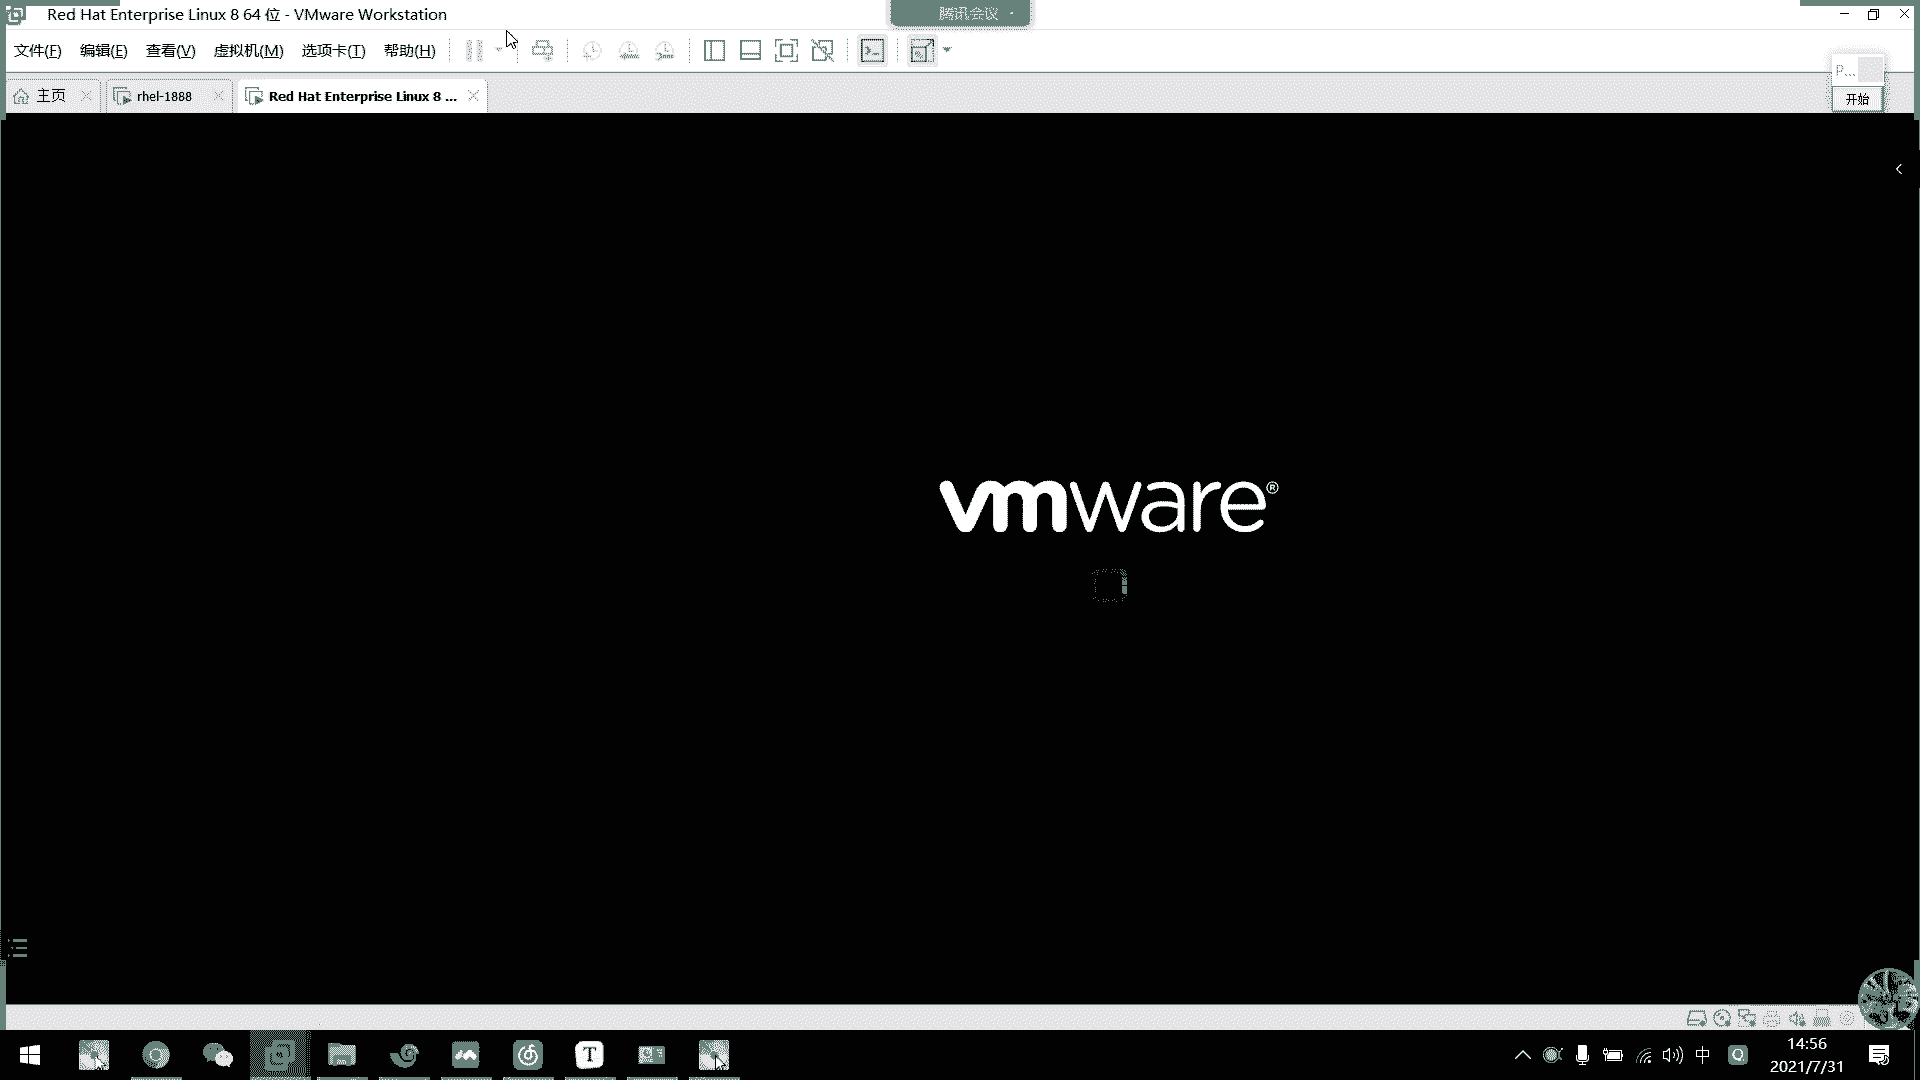 Red Hat Enterprise Linux 8 64 位 - VMware Workstation
腾讯会议
文件(F) 编辑(E) 查看(V) 虚拟机(M) 选项卡(T) 帮助(H)
P...
开始
主页
rhel-1888
Red Hat Enterprise Linux 8 ...
vmware®
T
中
14:56
2021/7/31